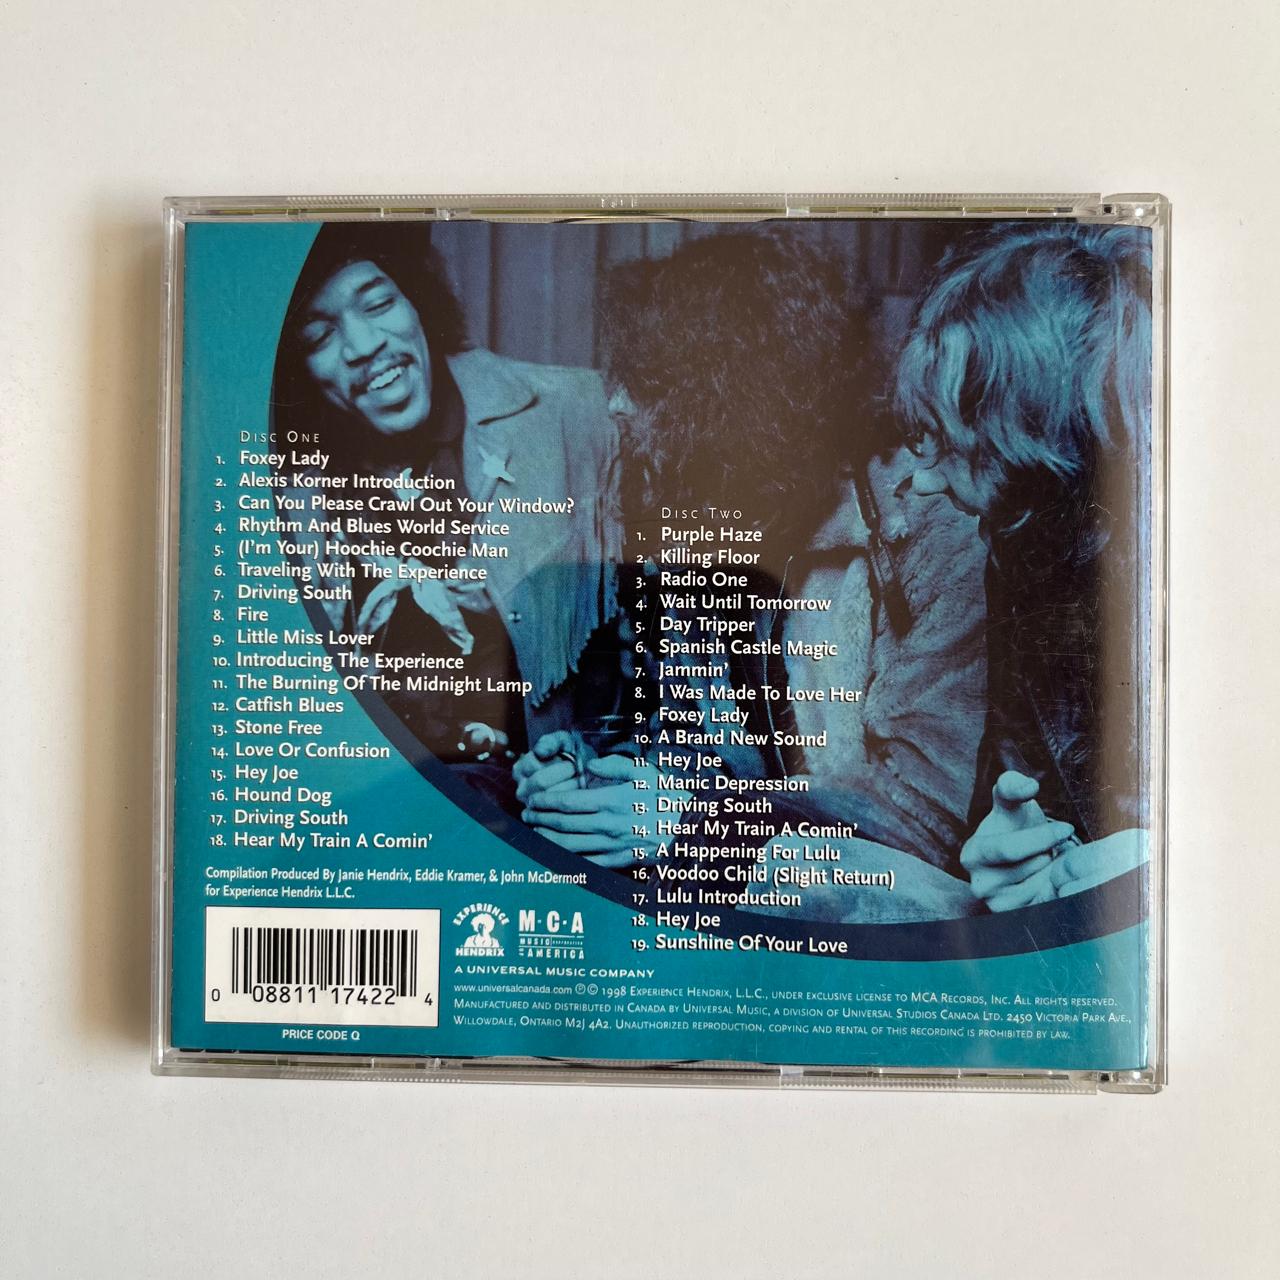 Disc One
1. Foxey Lady
2. Alexis Korner Introduction
3. Can You Please Crawl Out Your Window?
4. Rhythm And Blues World Service
5. (I'm Your) Hoochie Coochie Man
6. Traveling With The Experience
7. Driving South
8. Fire
9. Little Miss Lover
10. Introducing The Experience
11. The Burning Of The Midnight Lamp
12. Catfish Blues
13. Stone Free
14. Love Or Confusion
15. Hey Joe
16. Hound Dog
17. Driving South
18. Hear My Train A Comin'
Disc Two
1. Purple Haze
2. Killing Floor
3. Radio One
4. Wait Until Tomorrow
5. Day Tripper
6. Spanish Castle Magic
7. Jammin'
8. I Was Made To Love Her
9. Foxey Lady
10. A Brand New Sound
11. Hey Joe
12. Manic Depression
13. Driving South
14. Hear My Train A Comin'
15. A Happening For Lulu
16. Voodoo Child (Slight Return)
17. Lulu Introduction
18. Hey Joe
19. Sunshine Of Your Love
Compilation Produced By Janie Hendrix, Eddie Kramer, & John McDermott
for Experience Hendrix L.L.C.
0 08811 17422 4
PRICE CODE Q
EXPERIENCE
HENDRIX
M·C·A
MUSIC CORPORATION
OF AMERICA
A UNIVERSAL MUSIC COMPANY
www.universalcanada.com ℗© 1998 Experience Hendrix, L.L.C., under exclusive license to MCA Records, Inc. All rights reserved.
Manufactured and distributed in Canada by Universal Music, a division of Universal Studios Canada Ltd. 2450 Victoria Park Ave.,
Willowdale, Ontario M2J 4A2. Unauthorized reproduction, copying and rental of this recording is prohibited by law.